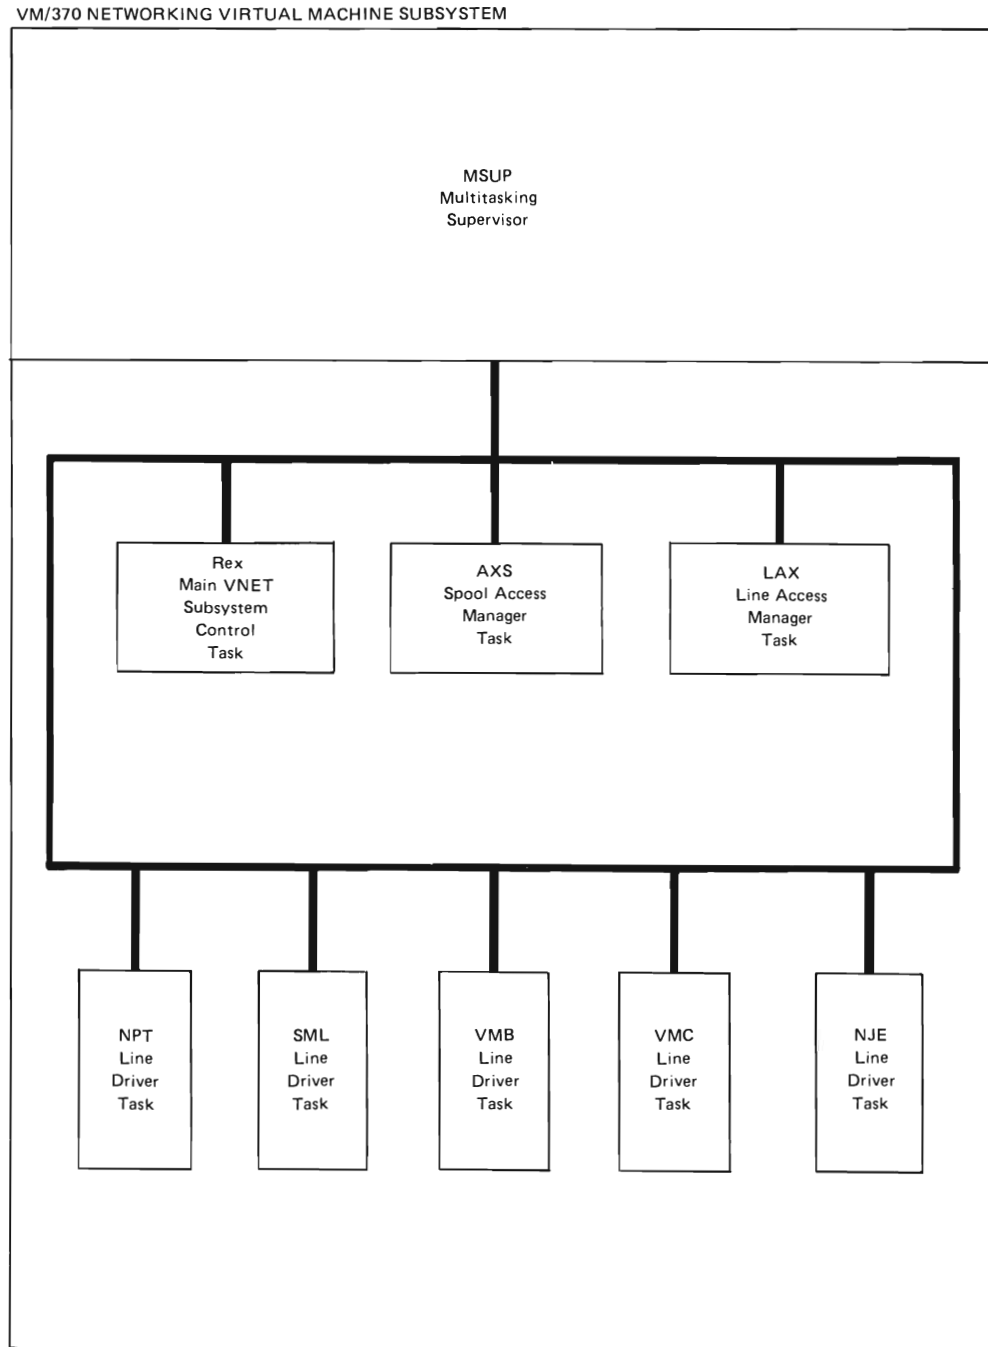 VM/370 NETWORKING VIRTUAL MACHINE SUBSYSTEM
MSUP
Multitasking
Supervisor
Rex
Main VNET
Subsystem
Control
Task
AXS
Spool Access
Manager
Task
LAX
Line Access
Manager
Task
NPT
Line
Driver
Task
SML
Line
Driver
Task
VMB
Line
Driver
Task
VMC
Line
Driver
Task
NJE
Line
Driver
Task